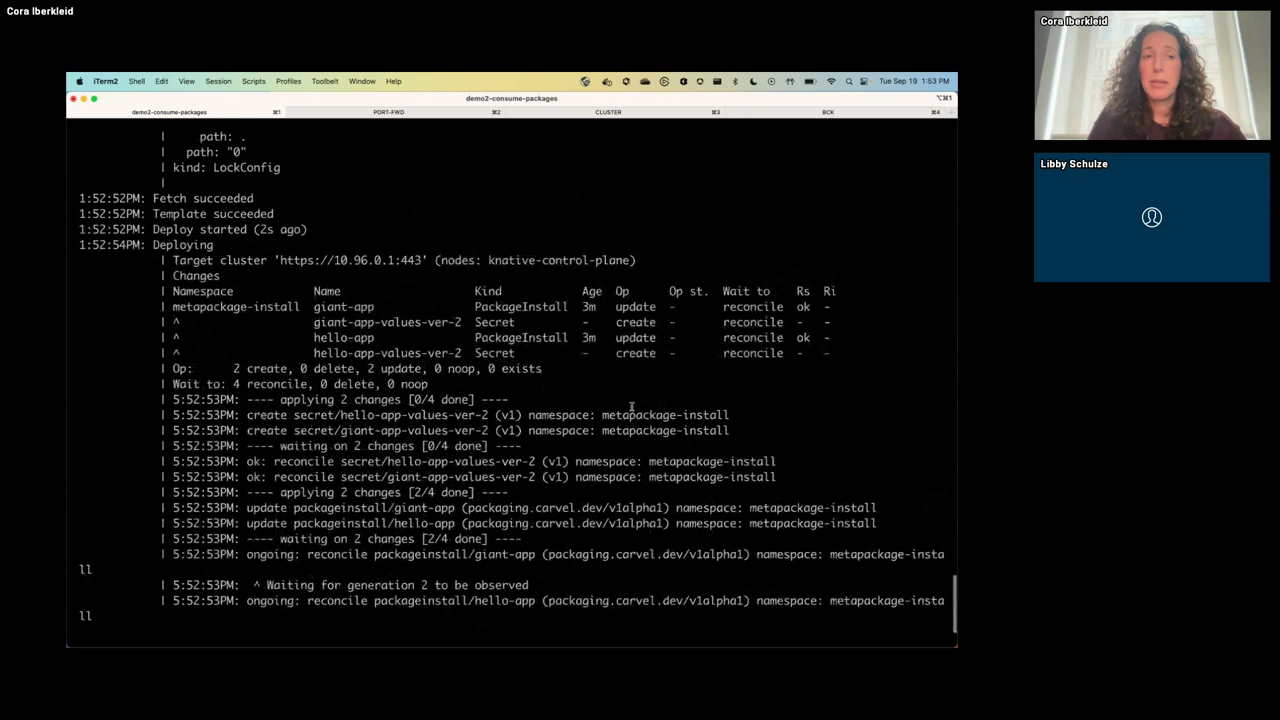 Cora Iberkleid
Cora Iberkleid
Libby Schulze
iTerm2 Shell Edit View Session Scripts Profiles Toolbelt Window Help Tue Sep 19 1:53 PM
demo2-consume-packages ⌥⌘1
demo2-consume-packages ⌘1 PORT-FWD ⌘2 CLUSTER ⌘3 BCK ⌘4
| path: .
| path: "0"
| kind: LockConfig
|
1:52:52PM: Fetch succeeded
1:52:52PM: Template succeeded
1:52:52PM: Deploy started (2s ago)
1:52:54PM: Deploying
| Target cluster 'https://10.96.0.1:443' (nodes: knative-control-plane)
| Changes
| Namespace Name Kind Age Op Op st. Wait to Rs Ri
| metapackage-install giant-app PackageInstall 3m update - reconcile ok -
| ^ giant-app-values-ver-2 Secret - create - reconcile - -
| ^ hello-app PackageInstall 3m update - reconcile ok -
| ^ hello-app-values-ver-2 Secret - create - reconcile - -
| Op: 2 create, 0 delete, 2 update, 0 noop, 0 exists
| Wait to: 4 reconcile, 0 delete, 0 noop
| 5:52:53PM: ---- applying 2 changes [0/4 done] ----
| 5:52:53PM: create secret/hello-app-values-ver-2 (v1) namespace: metapackage-install
| 5:52:53PM: create secret/giant-app-values-ver-2 (v1) namespace: metapackage-install
| 5:52:53PM: ---- waiting on 2 changes [0/4 done] ----
| 5:52:53PM: ok: reconcile secret/hello-app-values-ver-2 (v1) namespace: metapackage-install
| 5:52:53PM: ok: reconcile secret/giant-app-values-ver-2 (v1) namespace: metapackage-install
| 5:52:53PM: ---- applying 2 changes [2/4 done] ----
| 5:52:53PM: update packageinstall/giant-app (packaging.carvel.dev/v1alpha1) namespace: metapackage-install
| 5:52:53PM: update packageinstall/hello-app (packaging.carvel.dev/v1alpha1) namespace: metapackage-install
| 5:52:53PM: ---- waiting on 2 changes [2/4 done] ----
| 5:52:53PM: ongoing: reconcile packageinstall/giant-app (packaging.carvel.dev/v1alpha1) namespace: metapackage-insta
ll
| 5:52:53PM: ^ Waiting for generation 2 to be observed
| 5:52:53PM: ongoing: reconcile packageinstall/hello-app (packaging.carvel.dev/v1alpha1) namespace: metapackage-insta
ll